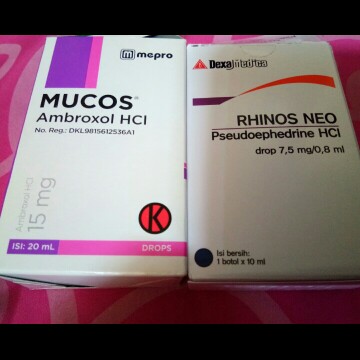 mepro
MUCOS®
Ambroxol HCl
No. Reg.: DKL9815612536A1
Ambroxol HCl
15 mg
K
ISI: 20 mL
DROPS
DexaMedica
RHINOS NEO
Pseudoephedrine HCl
drop 7,5 mg/0,8 ml
Isi bersih:
1 botol x 10 ml